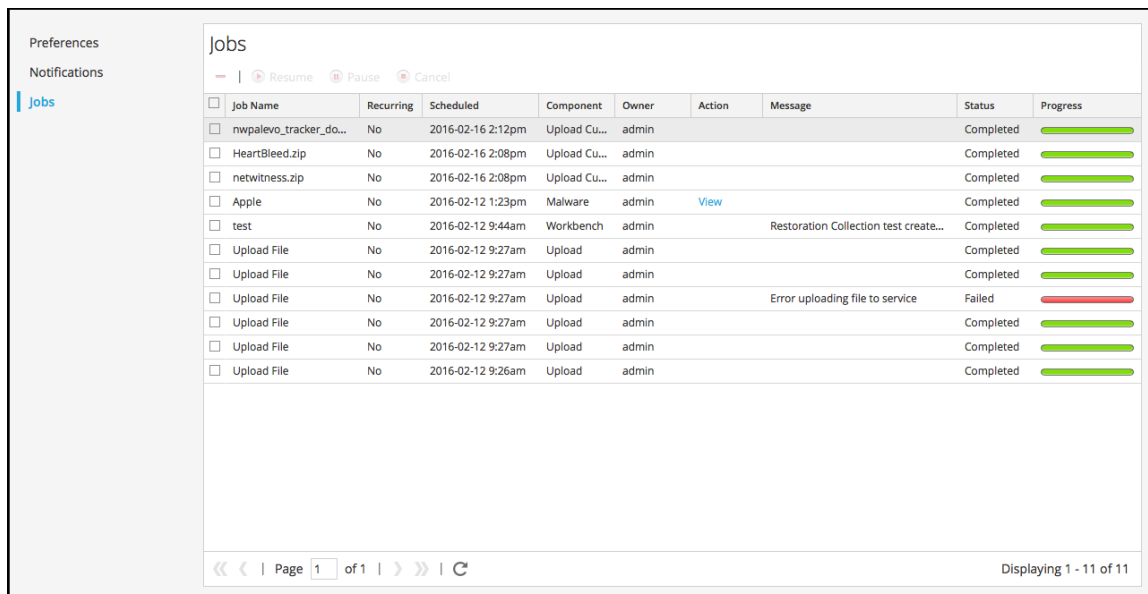 Preferences
Notifications
Jobs
Jobs
Resume Pause Cancel
Job Name Recurring Scheduled Component Owner Action Message Status Progress
nwpalevo_tracker_do... No 2016-02-16 2:12pm Upload Cu... admin Completed
HeartBleed.zip No 2016-02-16 2:08pm Upload Cu... admin Completed
netwitness.zip No 2016-02-16 2:08pm Upload Cu... admin Completed
Apple No 2016-02-12 1:23pm Malware admin View Completed
test No 2016-02-12 9:44am Workbench admin Restoration Collection test create... Completed
Upload File No 2016-02-12 9:27am Upload admin Completed
Upload File No 2016-02-12 9:27am Upload admin Completed
Upload File No 2016-02-12 9:27am Upload admin Error uploading file to service Failed
Upload File No 2016-02-12 9:27am Upload admin Completed
Upload File No 2016-02-12 9:27am Upload admin Completed
Upload File No 2016-02-12 9:26am Upload admin Completed
Page 1 of 1 Displaying 1 - 11 of 11